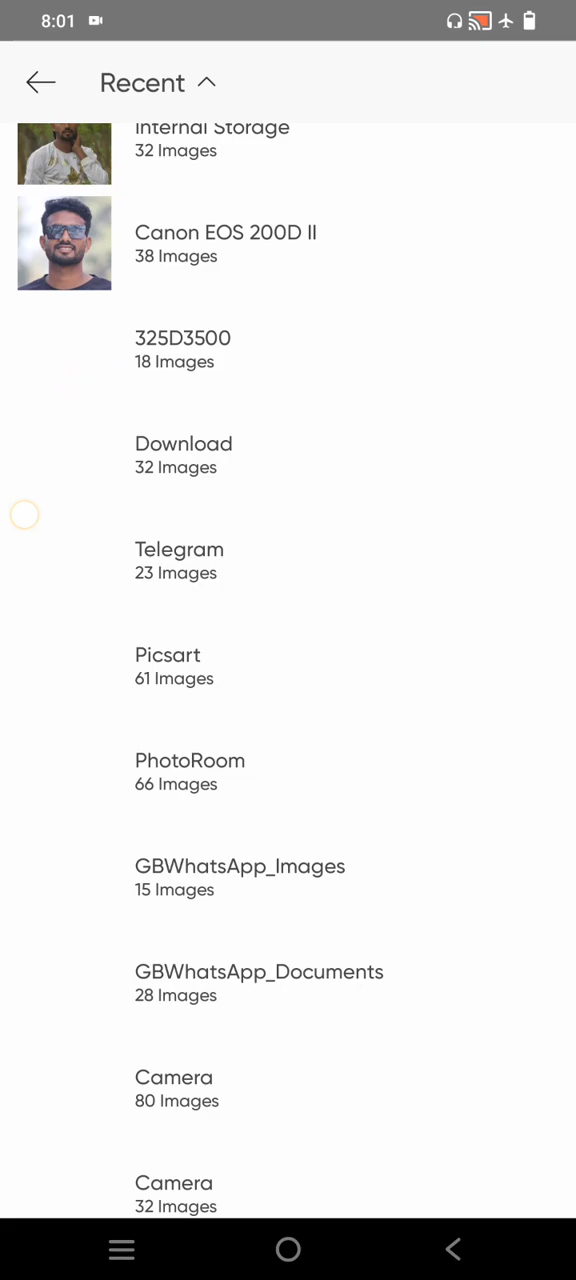 8:01
Recent
Internal Storage
32 Images
Canon EOS 200D II
38 Images
325D3500
18 Images
Download
32 Images
Telegram
23 Images
Picsart
61 Images
PhotoRoom
66 Images
GBWhatsApp_Images
15 Images
GBWhatsApp_Documents
28 Images
Camera
80 Images
Camera
32 Images